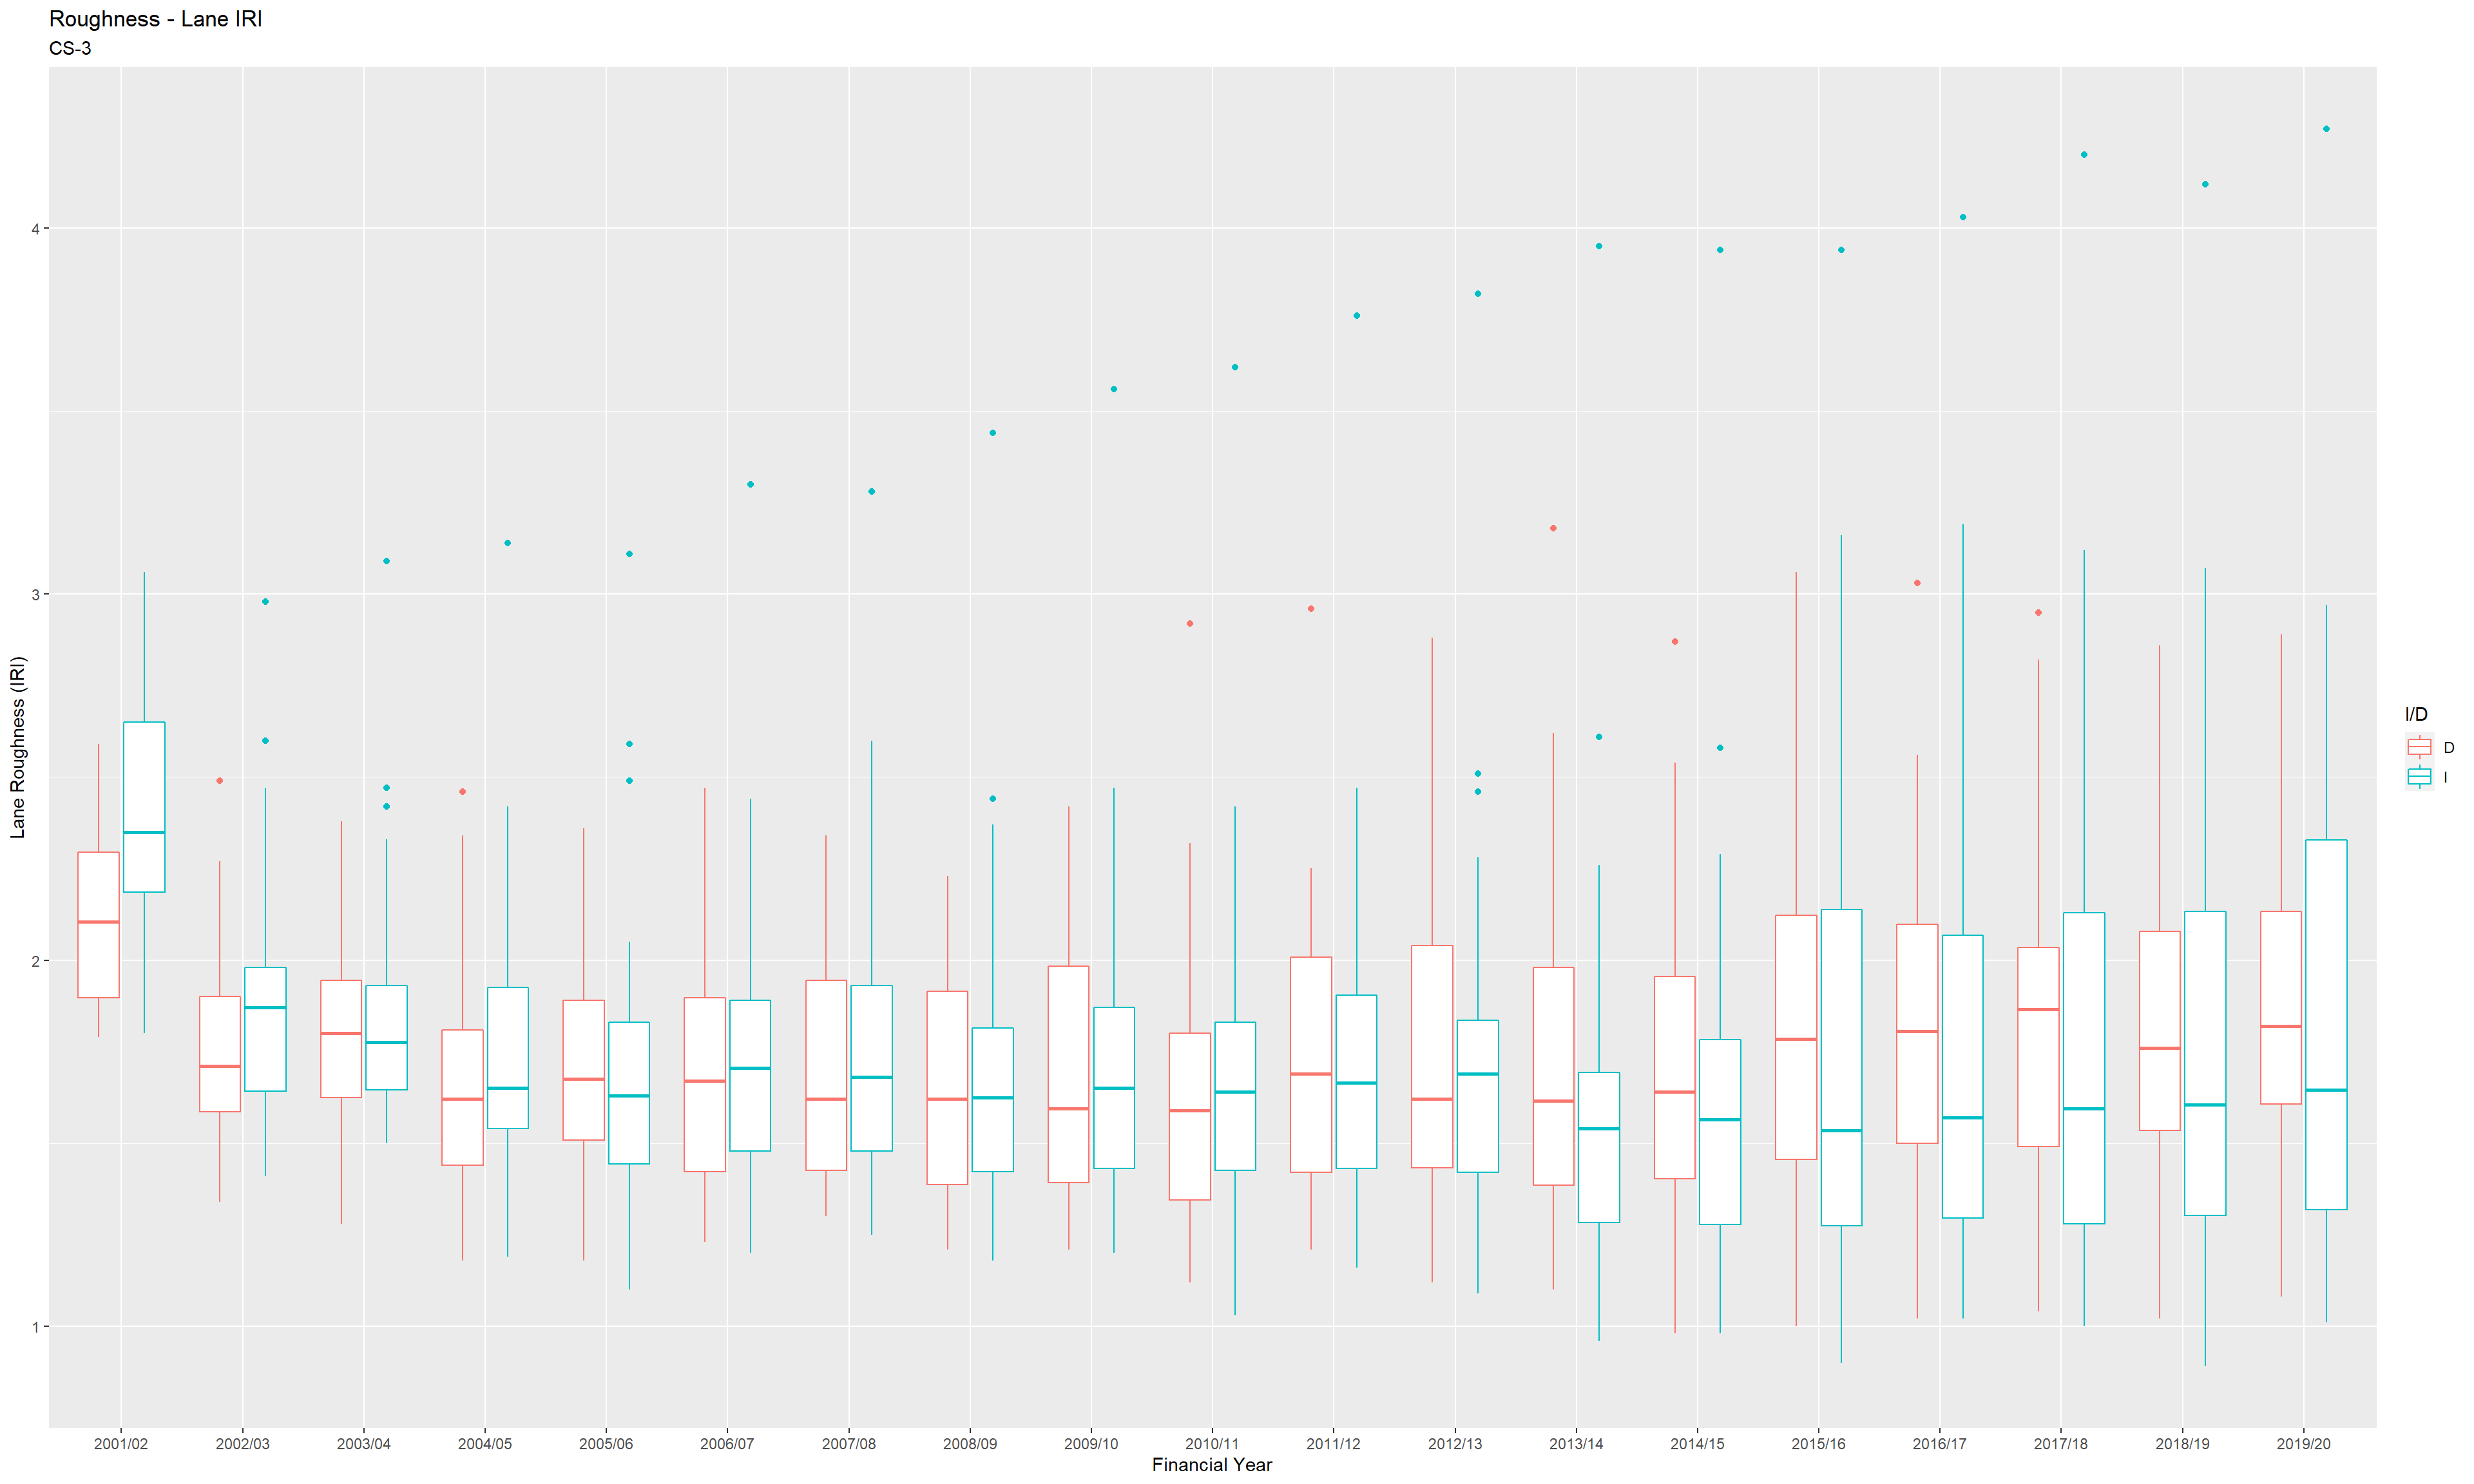 Roughness - Lane IRI
CS-3
Lane Roughness (IRI)
4
3
2
1
2001/02 2002/03 2003/04 2004/05 2005/06 2006/07 2007/08 2008/09 2009/10 2010/11 2011/12 2012/13 2013/14 2014/15 2015/16 2016/17 2017/18 2018/19 2019/20
Financial Year
I/D
D
I